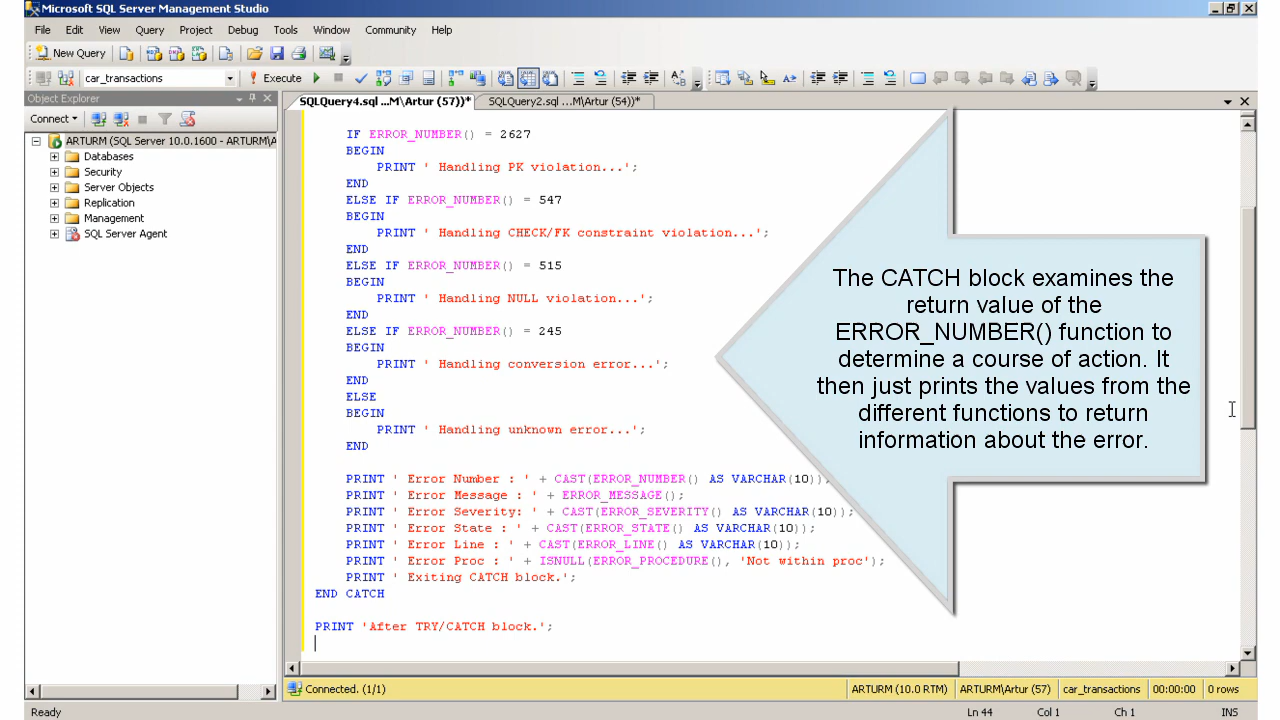 Microsoft SQL Server Management Studio
File Edit View Query Project Debug Tools Window Community Help
New Query
car_transactions Execute
Object Explorer
SQLQuery4.sql ...M\Artur (57))* SQLQuery2.sql ...M\Artur (54))*
Connect
ARTURM (SQL Server 10.0.1600 - ARTURM\A
Databases
Security
Server Objects
Replication
Management
SQL Server Agent
IF ERROR_NUMBER() = 2627
BEGIN
PRINT ' Handling PK violation...';
END
ELSE IF ERROR_NUMBER() = 547
BEGIN
PRINT ' Handling CHECK/FK constraint violation...';
END
ELSE IF ERROR_NUMBER() = 515
BEGIN
PRINT ' Handling NULL violation...';
END
ELSE IF ERROR_NUMBER() = 245
BEGIN
PRINT ' Handling conversion error...';
END
ELSE
BEGIN
PRINT ' Handling unknown error...';
END
PRINT ' Error Number : ' + CAST(ERROR_NUMBER() AS VARCHAR(10));
PRINT ' Error Message : ' + ERROR_MESSAGE();
PRINT ' Error Severity: ' + CAST(ERROR_SEVERITY() AS VARCHAR(10));
PRINT ' Error State : ' + CAST(ERROR_STATE() AS VARCHAR(10));
PRINT ' Error Line : ' + CAST(ERROR_LINE() AS VARCHAR(10));
PRINT ' Error Proc : ' + ISNULL(ERROR_PROCEDURE(), 'Not within proc');
PRINT ' Exiting CATCH block.';
END CATCH
PRINT 'After TRY/CATCH block.';
The CATCH block examines the
return value of the
ERROR_NUMBER() function to
determine a course of action. It
then just prints the values from the
different functions to return
information about the error.
Connected. (1/1) ARTURM (10.0 RTM) ARTURM\Artur (57) car_transactions 00:00:00 0 rows
Ready Ln 44 Col 1 Ch 1 INS